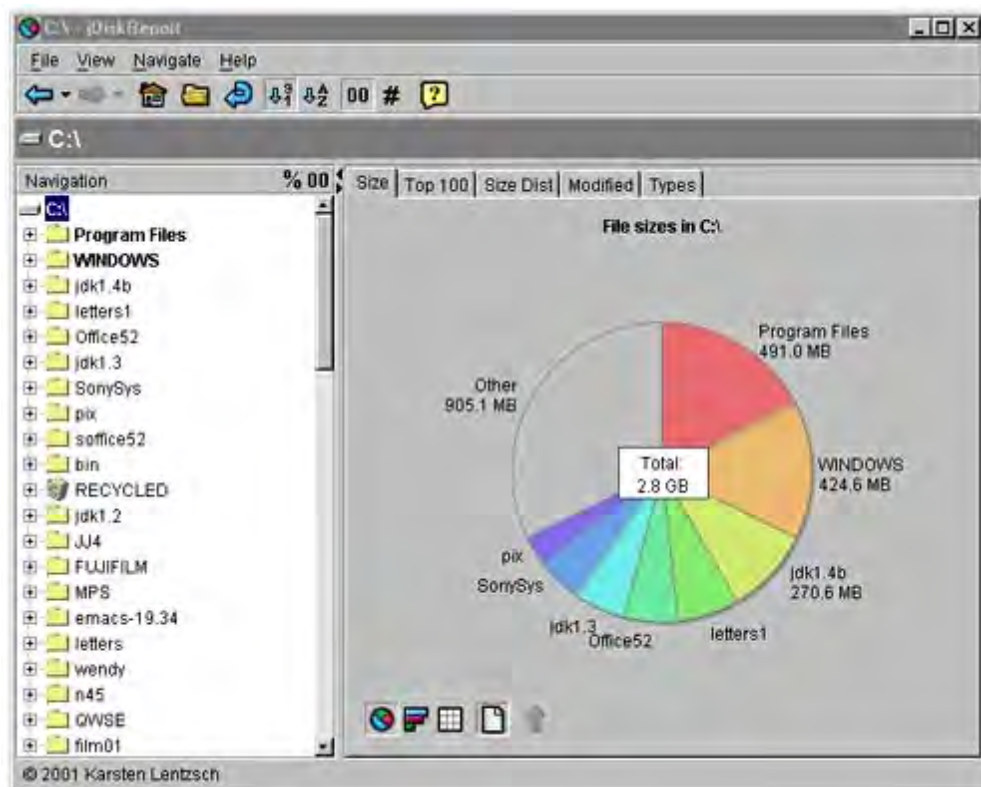 C:\ - JDiskReport
File View Navigate Help
00 #
C:\
Navigation % 00
C:\
Program Files
WINDOWS
jdk1.4b
letters1
Office52
jdk1.3
SonySys
pix
soffice52
bin
RECYCLED
jdk1.2
JJ4
FUJIFILM
MPS
emacs-19.34
letters
wendy
n45
QWSE
film01
Size Top 100 Size Dist Modified Types
File sizes in C:\
Program Files
491.0 MB
Other
905.1 MB
Total:
2.8 GB
WINDOWS
424.6 MB
pix
SonySys
jdk1.4b
270.6 MB
jdk1.3
Office52
letters1
© 2001 Karsten Lentzsch